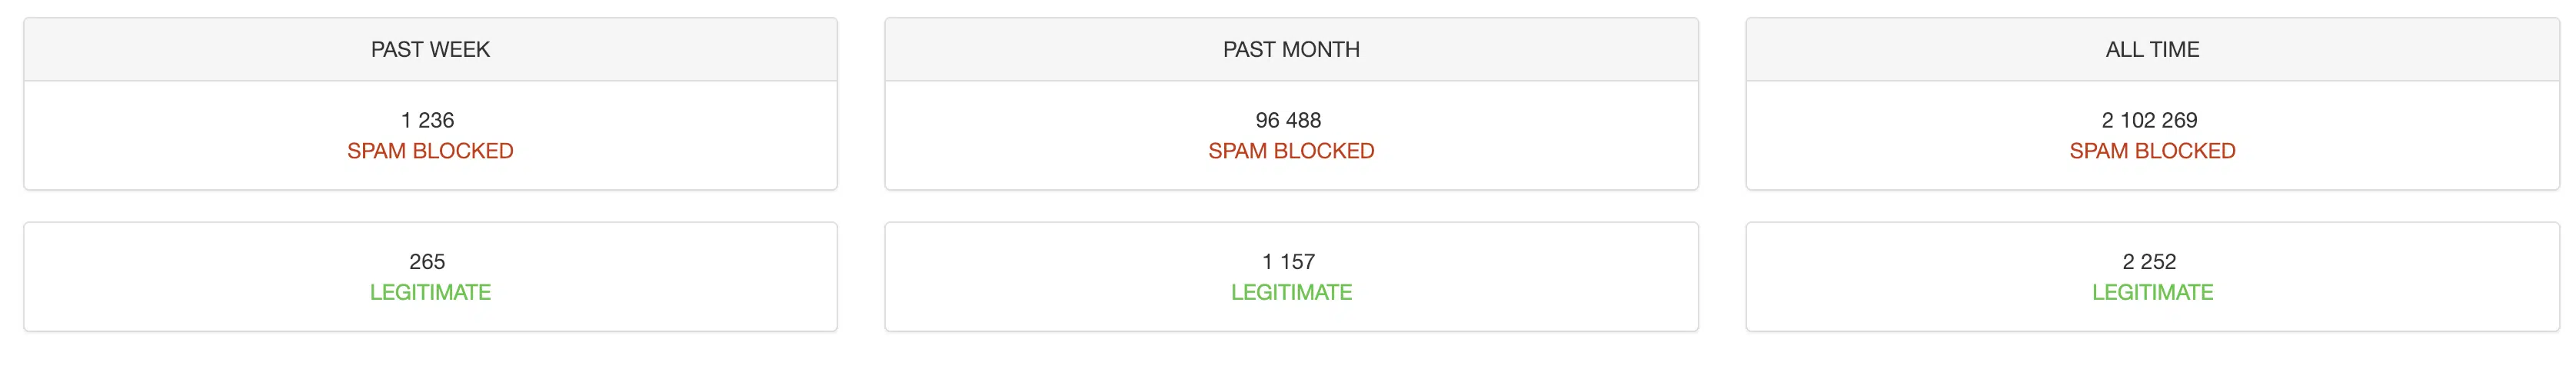 PAST WEEK
1 236
SPAM BLOCKED
265
LEGITIMATE
PAST MONTH
96 488
SPAM BLOCKED
1 157
LEGITIMATE
ALL TIME
2 102 269
SPAM BLOCKED
2 252
LEGITIMATE